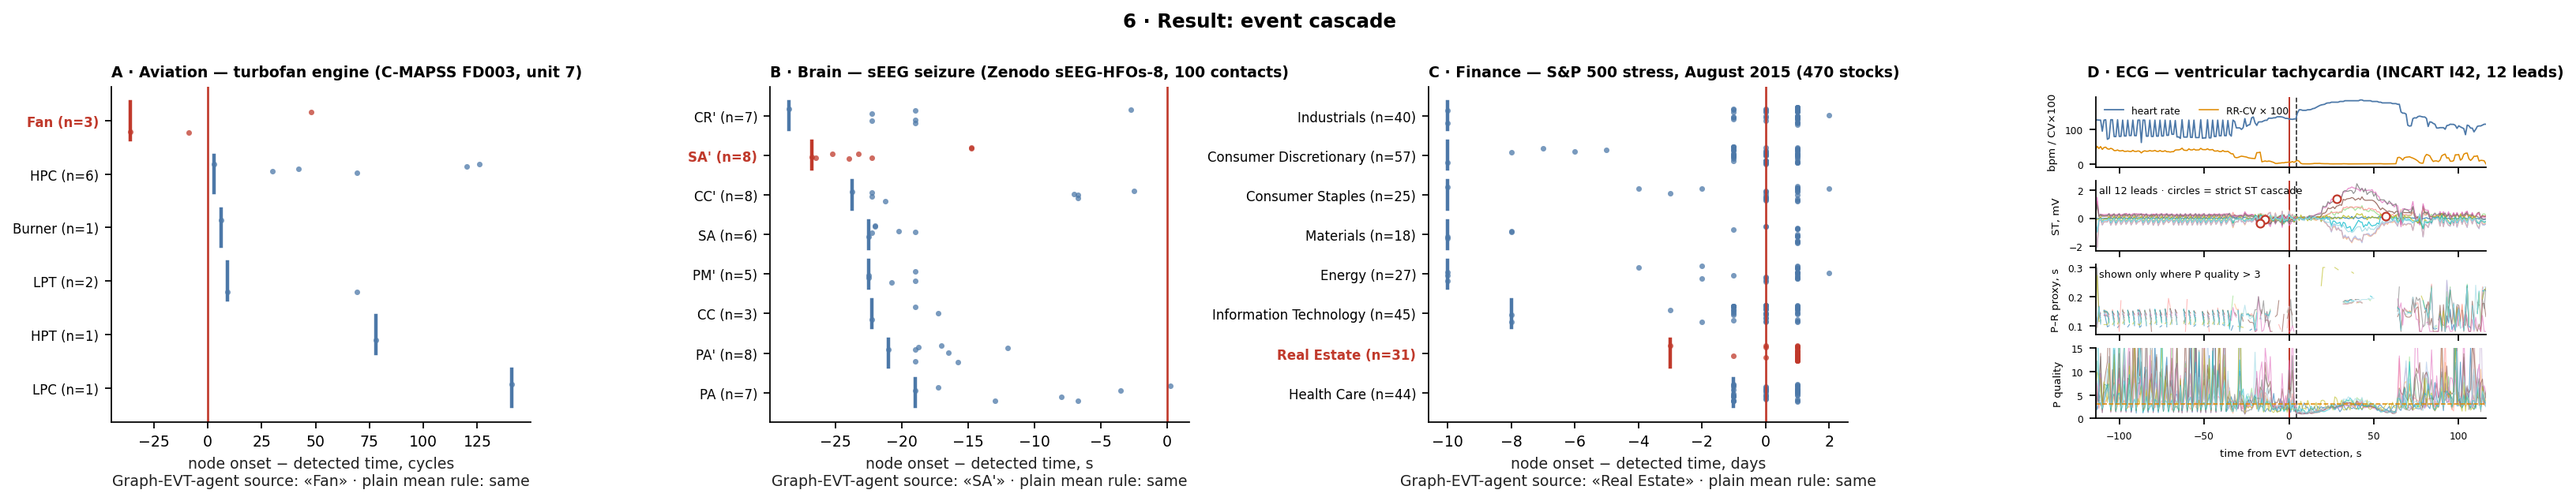 6 · Result: event cascade
A · Aviation — turbofan engine (C-MAPSS FD003, unit 7)
Fan (n=3)
HPC (n=6)
Burner (n=1)
LPT (n=2)
HPT (n=1)
LPC (n=1)
−25 0 25 50 75 100 125
node onset − detected time, cycles
Graph-EVT-agent source: «Fan» · plain mean rule: same
B · Brain — sEEG seizure (Zenodo sEEG-HFOs-8, 100 contacts)
CR' (n=7)
SA' (n=8)
CC' (n=8)
SA (n=6)
PM' (n=5)
CC (n=3)
PA' (n=8)
PA (n=7)
−25 −20 −15 −10 −5 0
node onset − detected time, s
Graph-EVT-agent source: «SA'» · plain mean rule: same
C · Finance — S&P 500 stress, August 2015 (470 stocks)
Industrials (n=40)
Consumer Discretionary (n=57)
Consumer Staples (n=25)
Materials (n=18)
Energy (n=27)
Information Technology (n=45)
Real Estate (n=31)
Health Care (n=44)
−10 −8 −6 −4 −2 0 2
node onset − detected time, days
Graph-EVT-agent source: «Real Estate» · plain mean rule: same
D · ECG — ventricular tachycardia (INCART I42, 12 leads)
bpm / CV×100
100
0
heart rate RR-CV × 100
ST, mV
2
0
−2
all 12 leads · circles = strict ST cascade
P–R proxy, s
0.3
0.2
0.1
shown only where P quality > 3
P quality
15
10
5
0
−100 −50 0 50 100
time from EVT detection, s